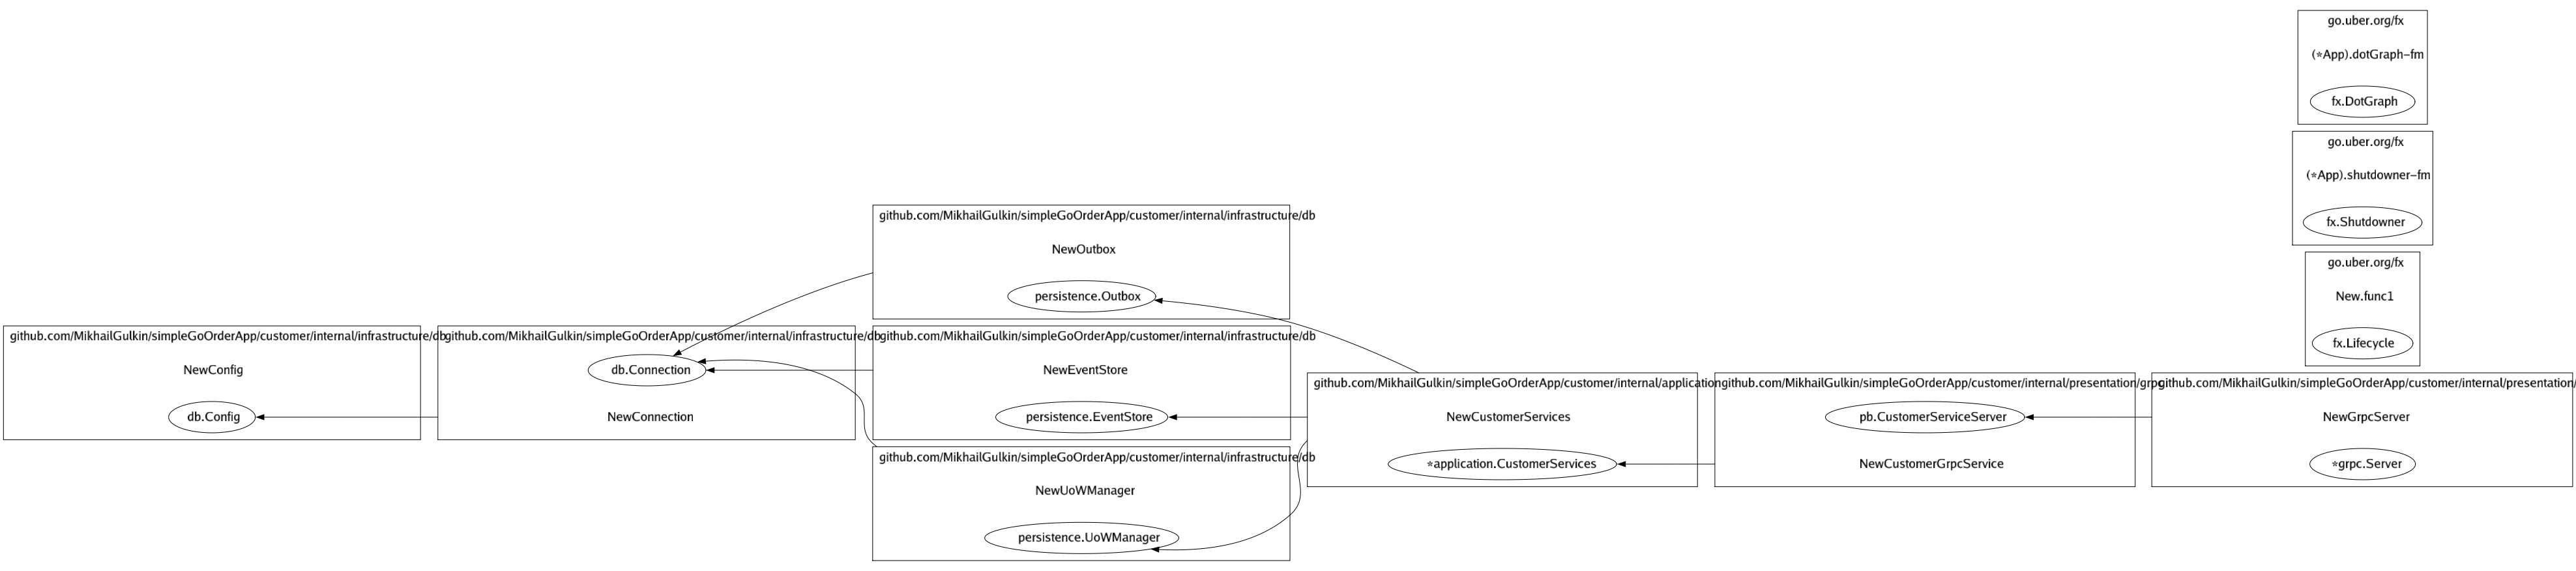 go.uber.org/fx
(*App).dotGraph-fm
fx.DotGraph
go.uber.org/fx
(*App).shutdowner-fm
fx.Shutdowner
go.uber.org/fx
New.func1
fx.Lifecycle
github.com/MikhailGulkin/simpleGoOrderApp/customer/internal/infrastructure/db
NewOutbox
persistence.Outbox
github.com/MikhailGulkin/simpleGoOrderApp/customer/internal/infrastructure/db
NewConfig
db.Config
github.com/MikhailGulkin/simpleGoOrderApp/customer/internal/infrastructure/db
db.Connection
NewConnection
github.com/MikhailGulkin/simpleGoOrderApp/customer/internal/infrastructure/db
NewEventStore
persistence.EventStore
github.com/MikhailGulkin/simpleGoOrderApp/customer/internal/infrastructure/db
NewUoWManager
persistence.UoWManager
github.com/MikhailGulkin/simpleGoOrderApp/customer/internal/application
NewCustomerServices
*application.CustomerServices
github.com/MikhailGulkin/simpleGoOrderApp/customer/internal/presentation/grpc
pb.CustomerServiceServer
NewCustomerGrpcService
github.com/MikhailGulkin/simpleGoOrderApp/customer/internal/presentation/
NewGrpcServer
*grpc.Server